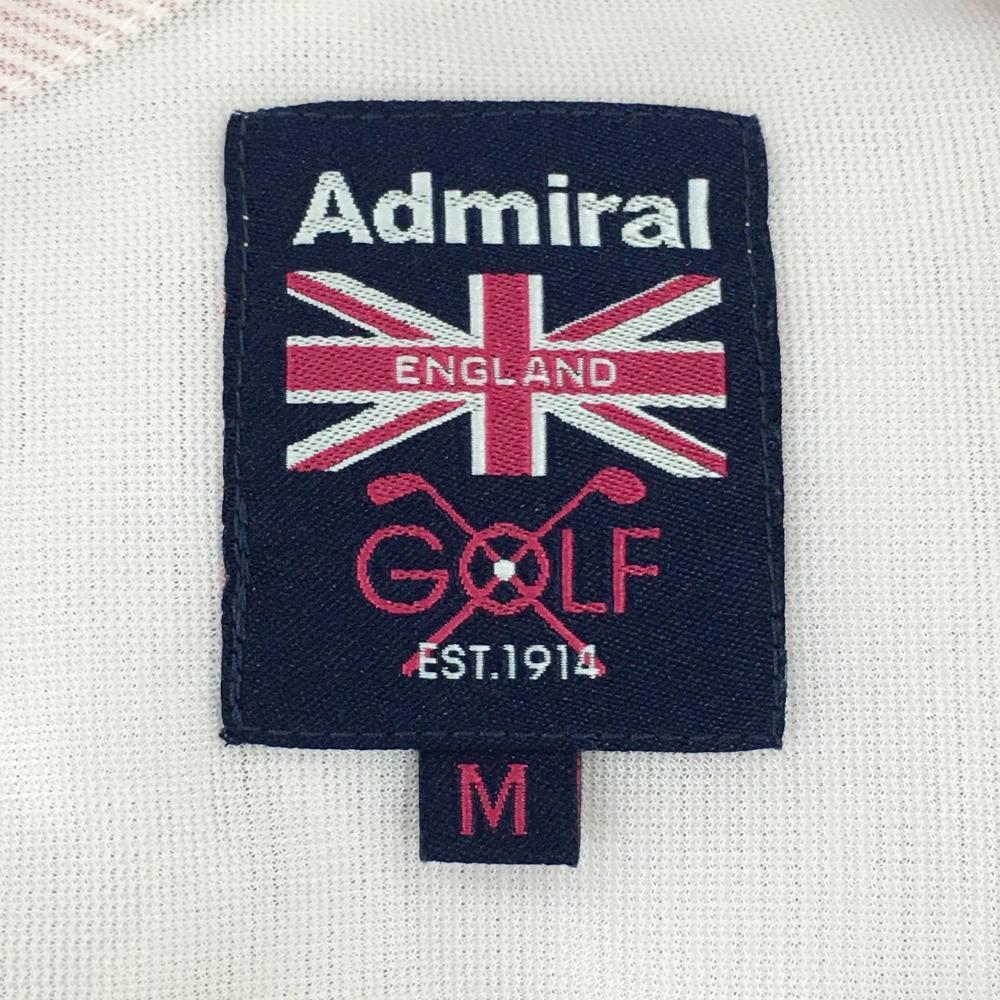 Admiral
ENGLAND
GOLF
EST.1914
M